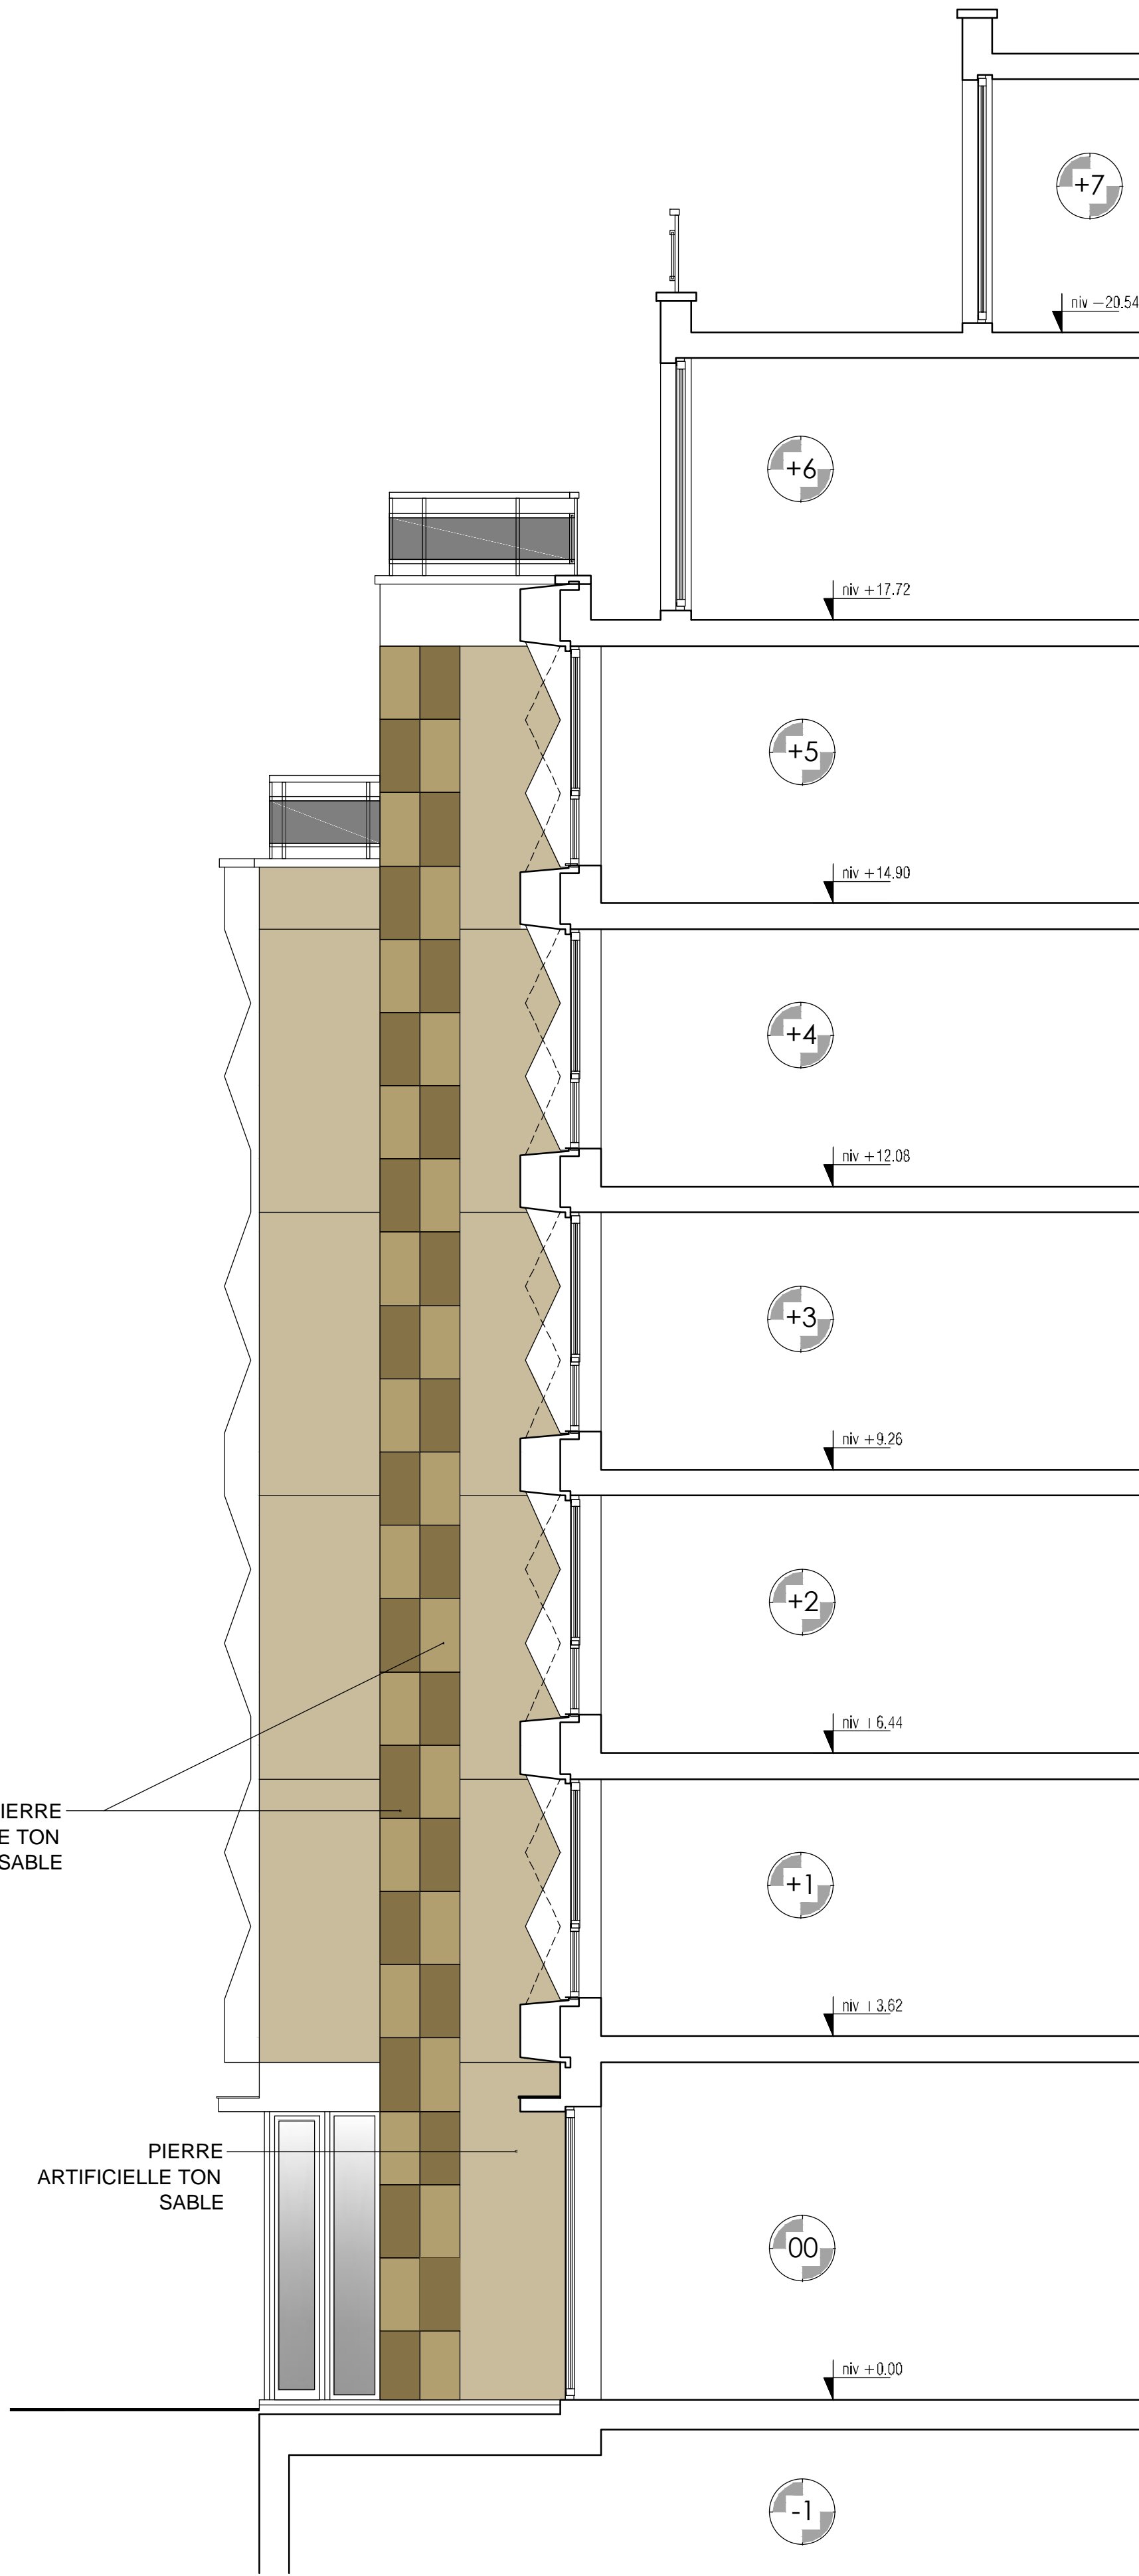 +7
niv –20.54
+6
niv +17.72
+5
niv +14.90
+4
niv +12.08
+3
niv +9.26
+2
niv +6.44
IERRE
E TON
SABLE
+1
niv +3.62
PIERRE
ARTIFICIELLE TON
SABLE
00
niv +0.00
-1